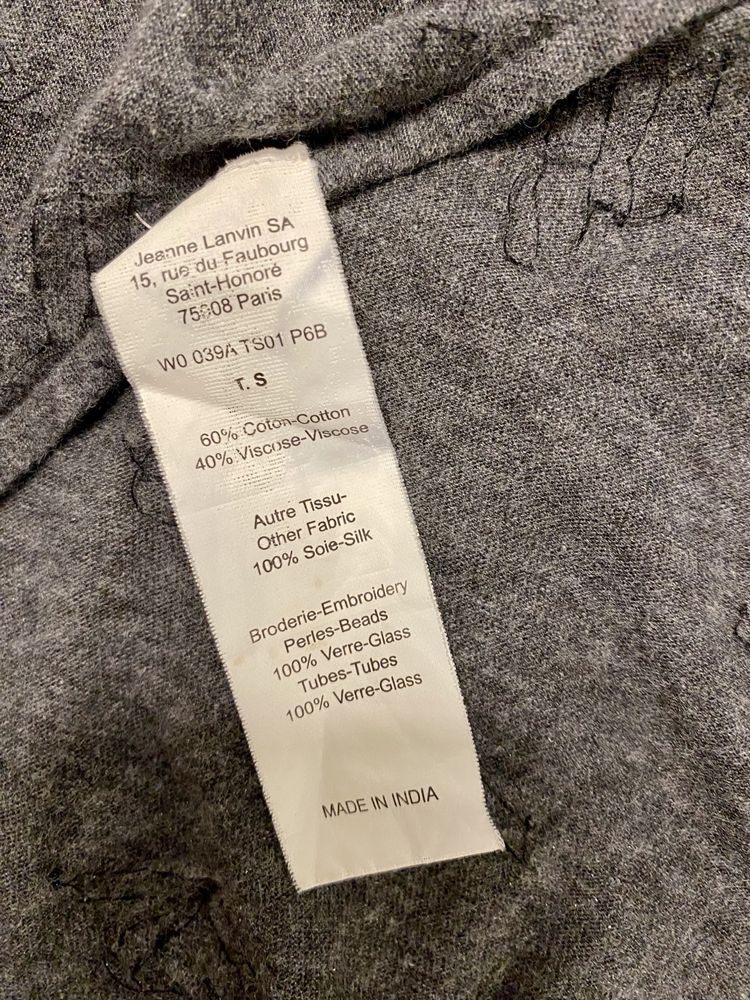 Jeanne Lanvin SA
15, rue du Faubourg
Saint-Honoré
75008 Paris
W0 039A TS01 P6B
T. S
60% Coton-Cotton
40% Viscose-Viscose
Autre Tissu-
Other Fabric
100% Soie-Silk
Broderie-Embroidery
Perles-Beads
100% Verre-Glass
Tubes-Tubes
100% Verre-Glass
MADE IN INDIA